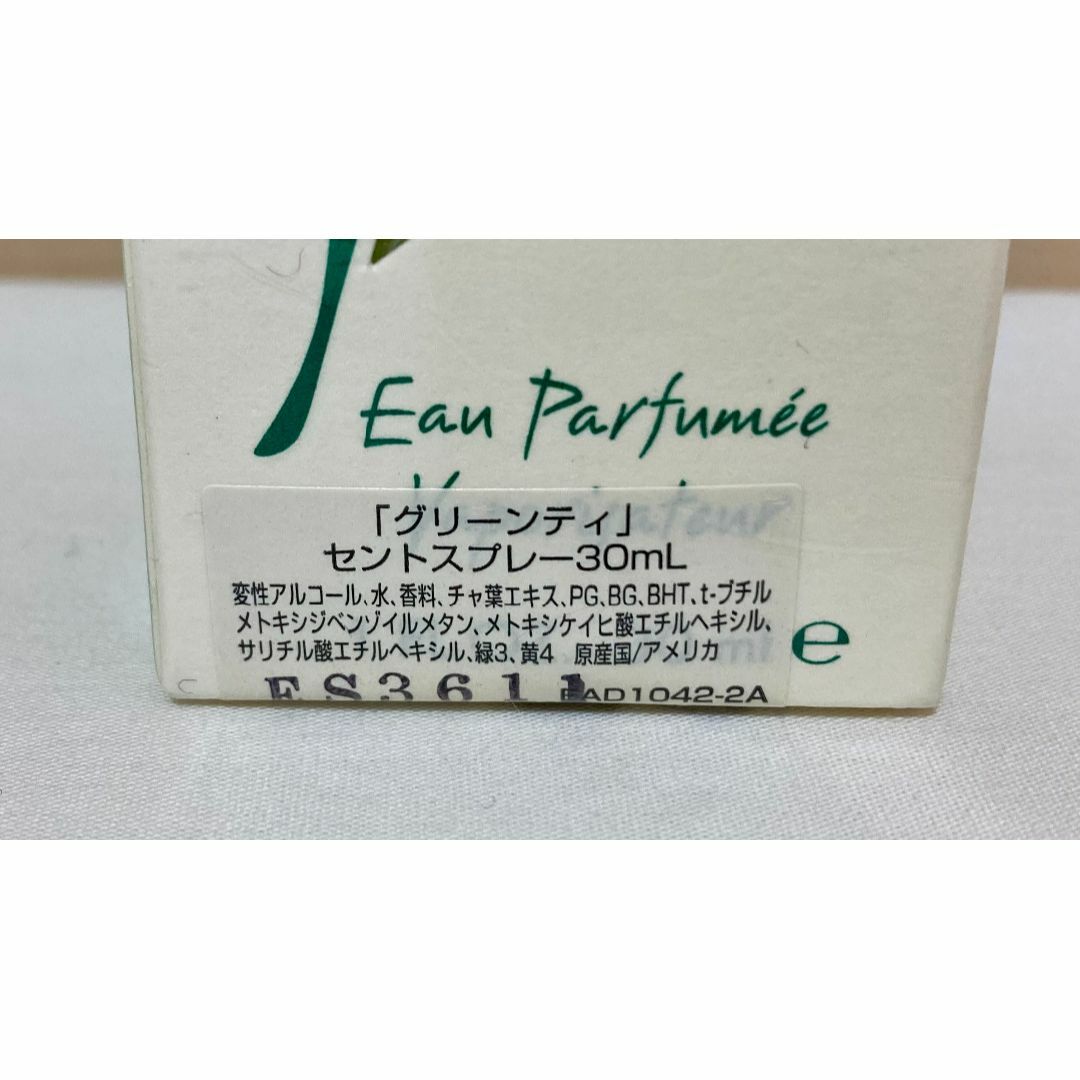 Eau Parfumée
Vaporisateur
「グリーンティ」
セントスプレー30mL
変性アルコール、水、香料、チャ葉エキス、PG、BG、BHT、t-ブチル
メトキシジベンゾイルメタン、メトキシケイヒ酸エチルヘキシル、
サリチル酸エチルヘキシル、緑3、黄4 原産国/アメリカ
ml e
ES3611 EAD1042-2A